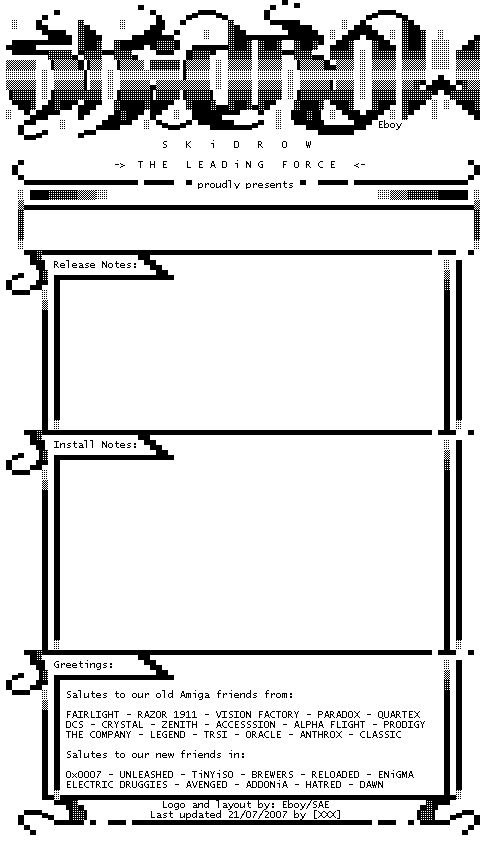 SKiDROW
Eboy
S K i D R O W
-> T H E L E A D i N G F O R C E <-
proudly presents
Release Notes:
Install Notes:
Greetings:
Salutes to our old Amiga friends from:
FAIRLIGHT - RAZOR 1911 - VISION FACTORY - PARADOX - QUARTEX
DCS - CRYSTAL - ZENITH - ACCESSSION - ALPHA FLIGHT - PRODIGY
THE COMPANY - LEGEND - TRSI - ORACLE - ANTHROX - CLASSIC
Salutes to our new friends in:
0x0007 - UNLEASHED - TiNYiSO - BREWERS - RELOADED - ENiGMA
ELECTRIC DRUGGIES - AVENGED - ADDONiA - HATRED - DAWN
Logo and layout by: Eboy/SAE
Last updated 21/07/2007 by [XXX]